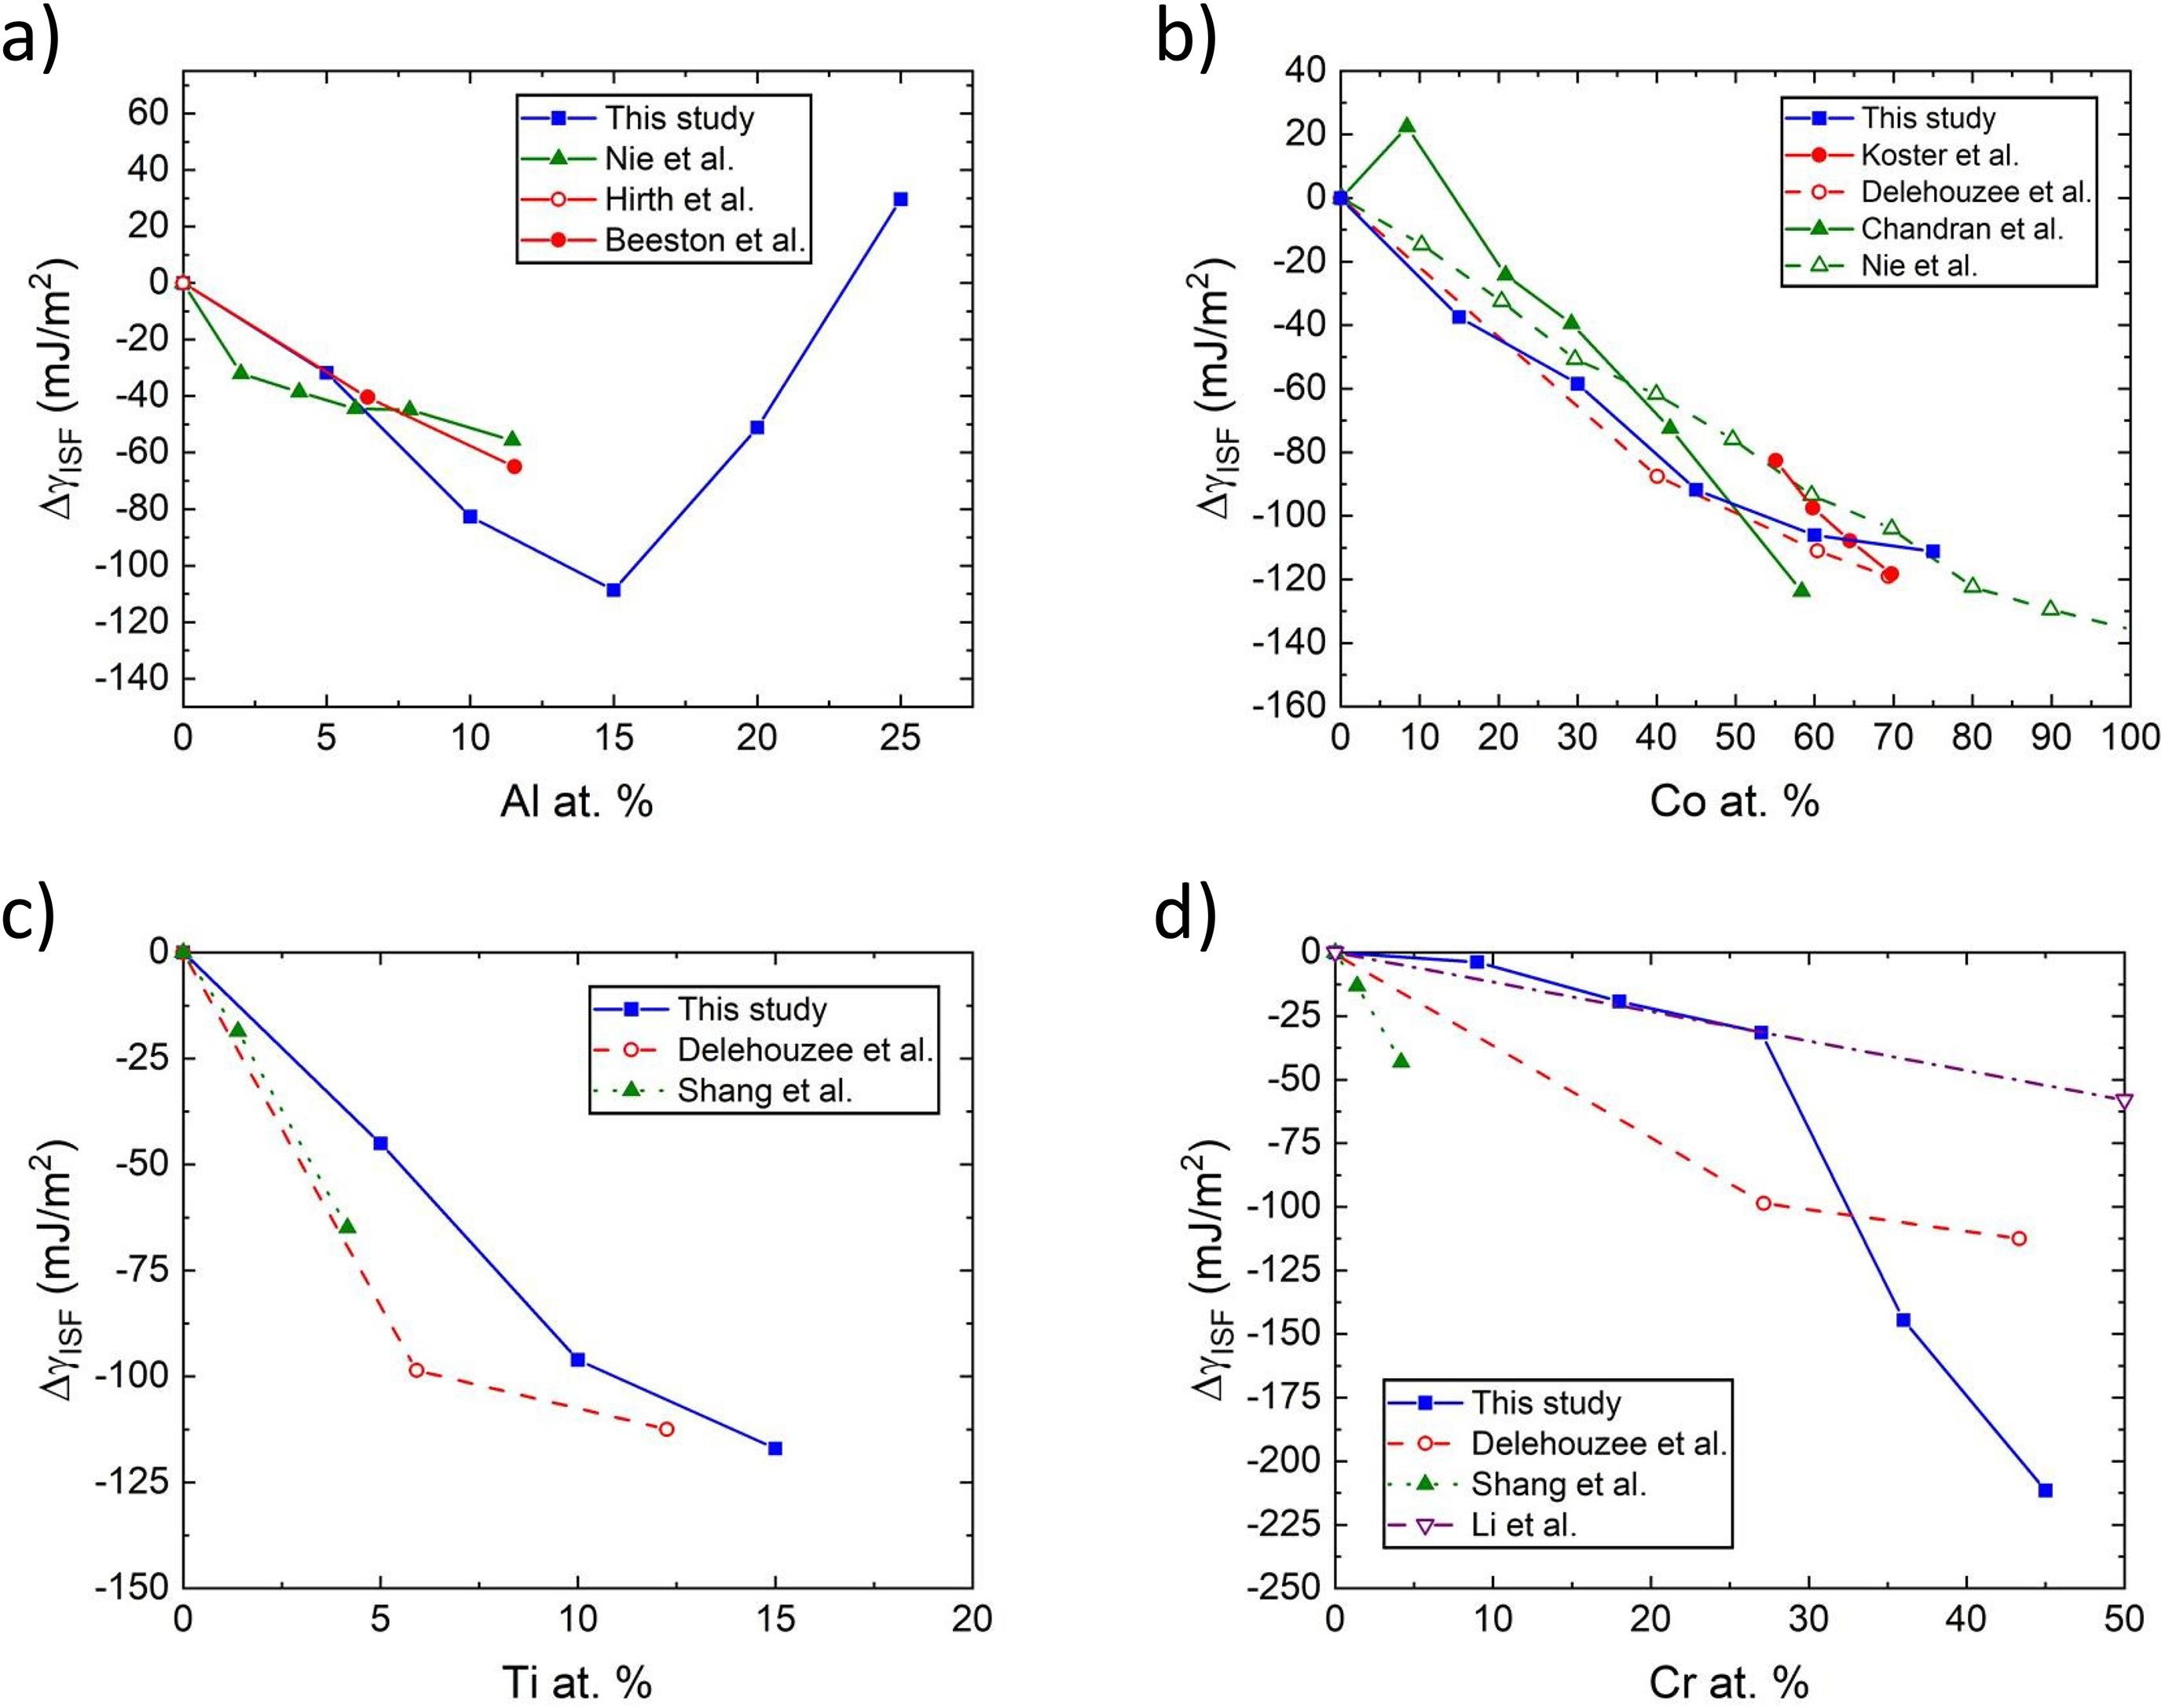 a)
60
40
20
0
-20
-40
-60
-80
-100
-120
-140
ΔγISF (mJ/m2)
This study
Nie et al.
Hirth et al.
Beeston et al.
0 5 10 15 20 25
Al at. %
b)
40
20
0
-20
-40
-60
-80
-100
-120
-140
-160
ΔγISF (mJ/m2)
This study
Koster et al.
Delehouzee et al.
Chandran et al.
Nie et al.
0 10 20 30 40 50 60 70 80 90 100
Co at. %
c)
0
-25
-50
-75
-100
-125
-150
ΔγISF (mJ/m2)
This study
Delehouzee et al.
Shang et al.
0 5 10 15 20
Ti at. %
d)
0
-25
-50
-75
-100
-125
-150
-175
-200
-225
-250
ΔγISF (mJ/m2)
This study
Delehouzee et al.
Shang et al.
Li et al.
0 10 20 30 40 50
Cr at. %